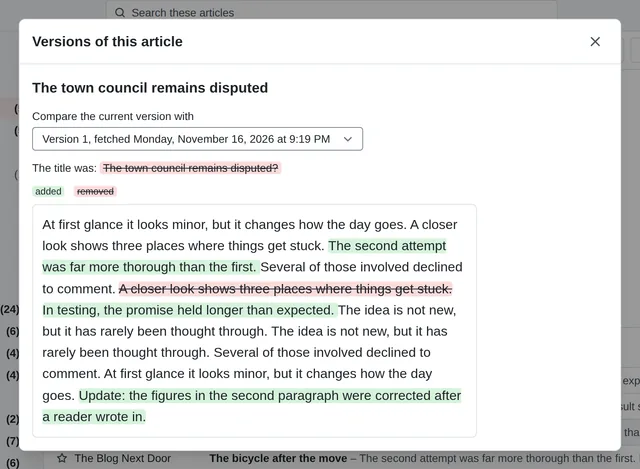 Search these articles
Versions of this article
The town council remains disputed
Compare the current version with
Version 1, fetched Monday, November 16, 2026 at 9:19 PM
The title was: The town council remains disputed?
added removed
At first glance it looks minor, but it changes how the day goes. A closer
look shows three places where things get stuck. The second attempt
was far more thorough than the first. Several of those involved declined
to comment. A closer look shows three places where things get stuck.
In testing, the promise held longer than expected. The idea is not new,
but it has rarely been thought through. The idea is not new, but it has
rarely been thought through. Several of those involved declined to
comment. At first glance it looks minor, but it changes how the day
goes. Update: the figures in the second paragraph were corrected after
a reader wrote in.
(24)
(6)
(4)
(4)
(2)
(7)
(6)
The Blog Next Door The bicycle after the move – The second attempt was far more thorough than the first.